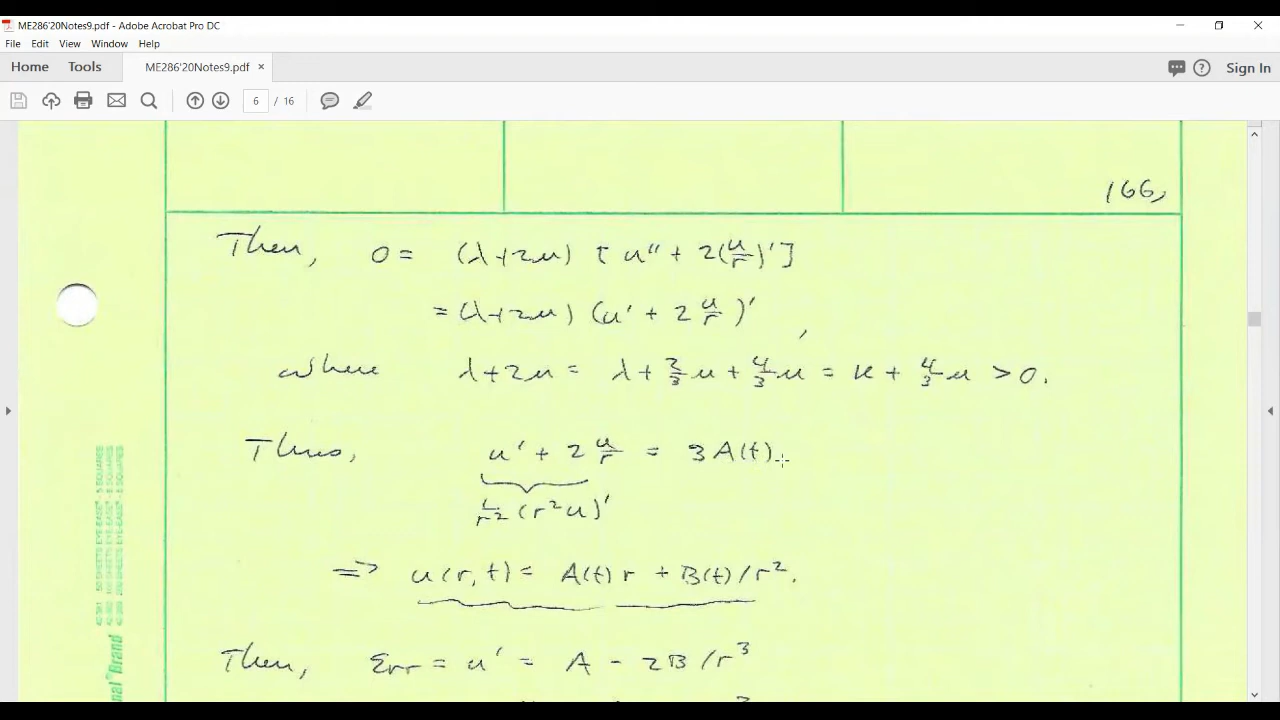 ME286'20Notes9.pdf - Adobe Acrobat Pro DC
File Edit View Window Help
Home Tools ME286'20Notes9.pdf ×
6 / 16
Sign In
166,
Then, 0 = (λ+2μ) [u'' + 2(u/r)']
= (λ+2μ) (u' + 2 u/r)',
where λ+2μ = λ + 2/3 μ + 4/3 μ = κ + 4/3 μ > 0.
Thus, u' + 2 u/r = 3A(t),
1/r² (r²u)'
⇒ u(r,t) = A(t)r + B(t)/r².
Then, Err = u' = A - 2B/r³